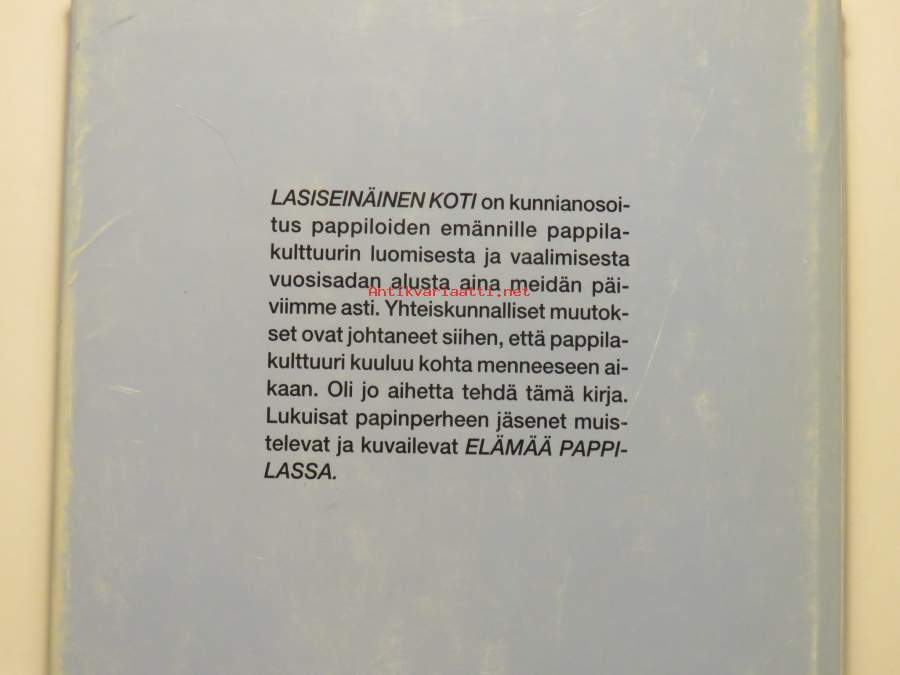 LASISEINÄINEN KOTI on kunnianosoi-
tus pappiloiden emännille pappila-
kulttuurin luomisesta ja vaalimisesta
vuosisadan alusta aina meidän päi-
Antikvariaatti.net
viimme asti. Yhteiskunnalliset muutok-
set ovat johtaneet siihen, että pappila-
kulttuuri kuuluu kohta menneeseen ai-
kaan. Oli jo aihetta tehdä tämä kirja.
Lukuisat papinperheen jäsenet muis-
televat ja kuvailevat ELÄMÄÄ PAPPI-
LASSA.